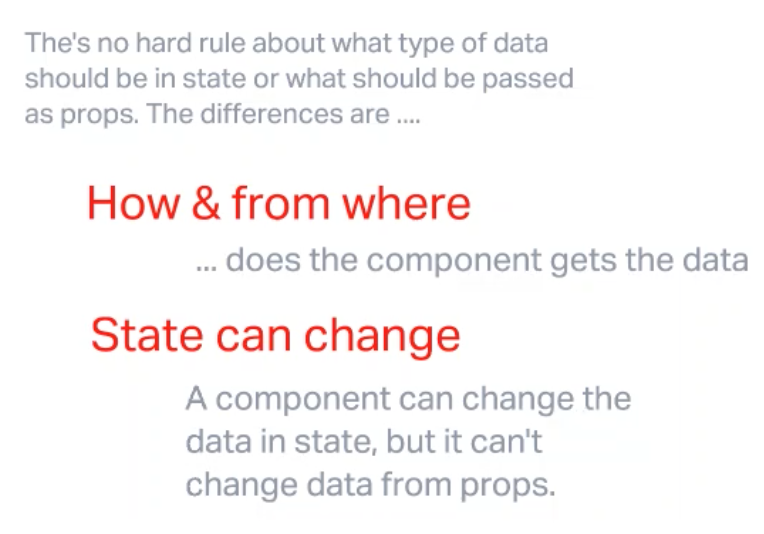 The's no hard rule about what type of data
should be in state or what should be passed
as props. The differences are ....
How & from where
... does the component gets the data
State can change
A component can change the
data in state, but it can't
change data from props.